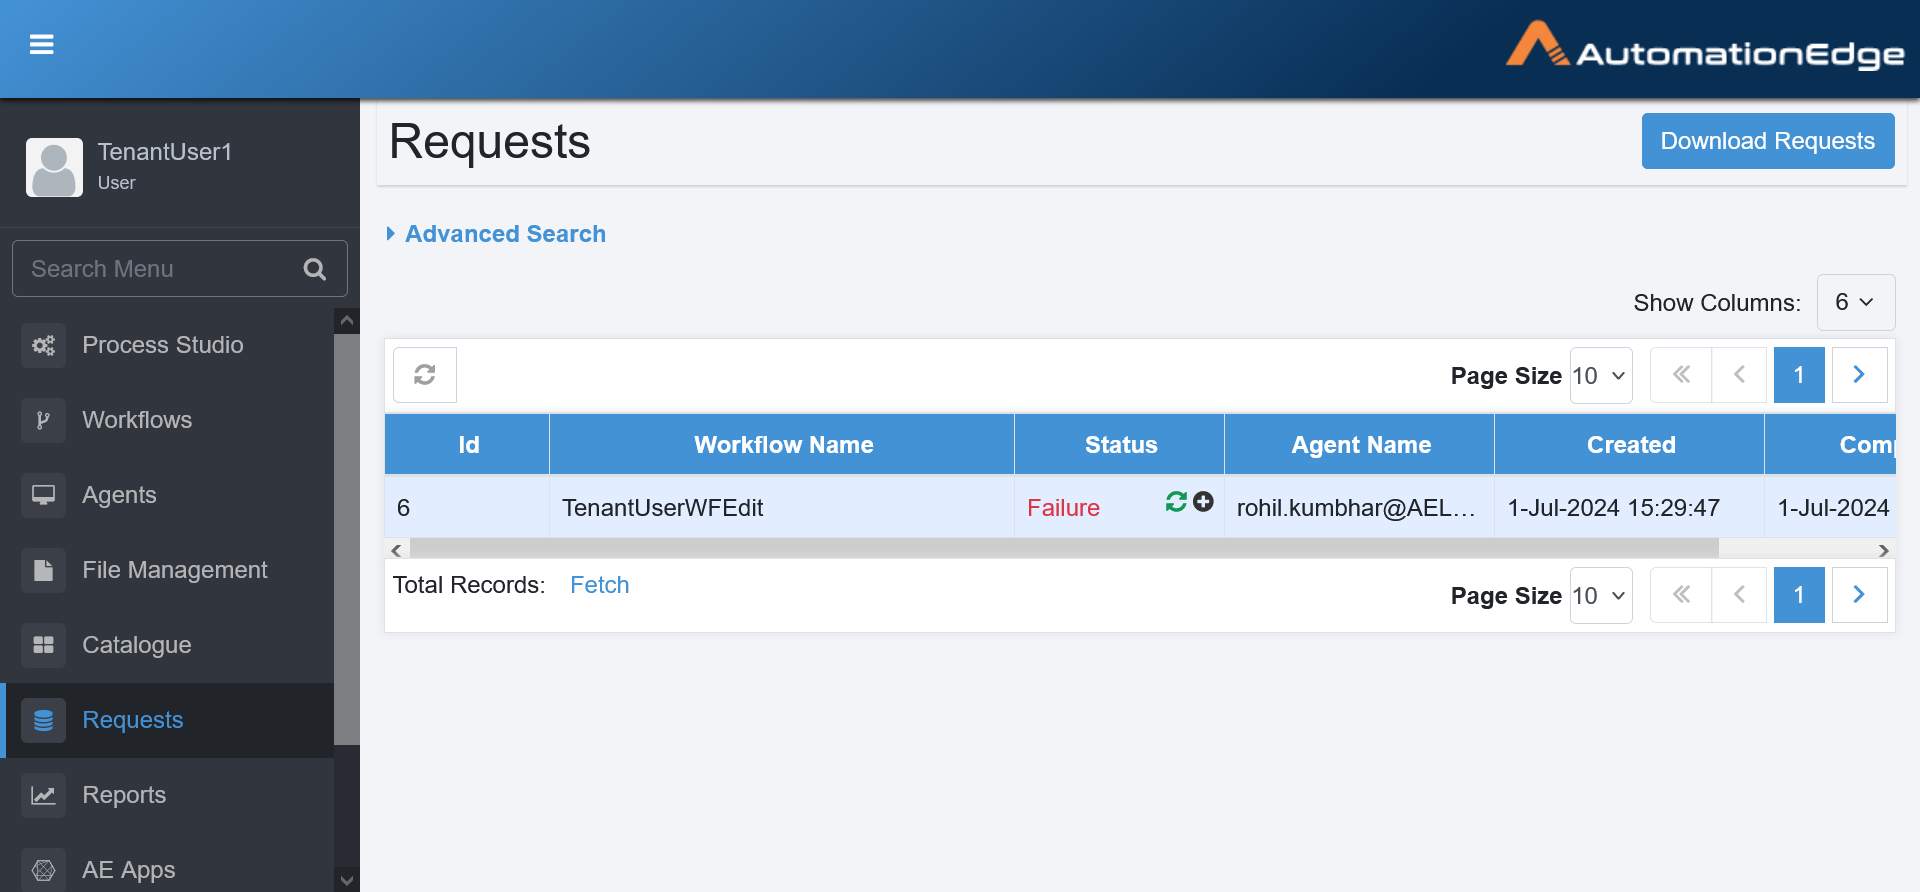 AutomationEdge
TenantUser1
User
Search Menu
Process Studio
Workflows
Agents
File Management
Catalogue
Requests
Reports
AE Apps
Requests
Download Requests
Advanced Search
Show Columns: 6
Page Size 10 1
Id Workflow Name Status Agent Name Created Comp
6 TenantUserWFEdit Failure rohil.kumbhar@AEL... 1-Jul-2024 15:29:47 1-Jul-2024
Total Records: Fetch
Page Size 10 1